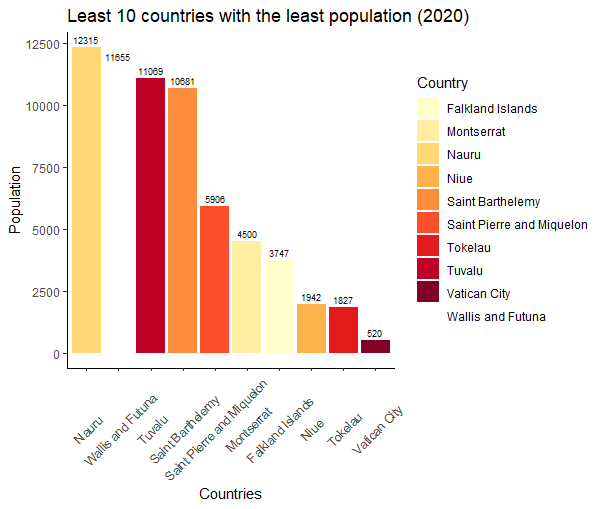 Least 10 countries with the least population (2020)
12500
10000
7500
5000
2500
0
Population
12315
11655
11069
10681
5906
4500
3747
1942
1827
520
Nauru
Wallis and Futuna
Tuvalu
Saint Barthelemy
Saint Pierre and Miquelon
Montserrat
Falkland Islands
Niue
Tokelau
Vatican City
Countries
Country
Falkland Islands
Montserrat
Nauru
Niue
Saint Barthelemy
Saint Pierre and Miquelon
Tokelau
Tuvalu
Vatican City
Wallis and Futuna